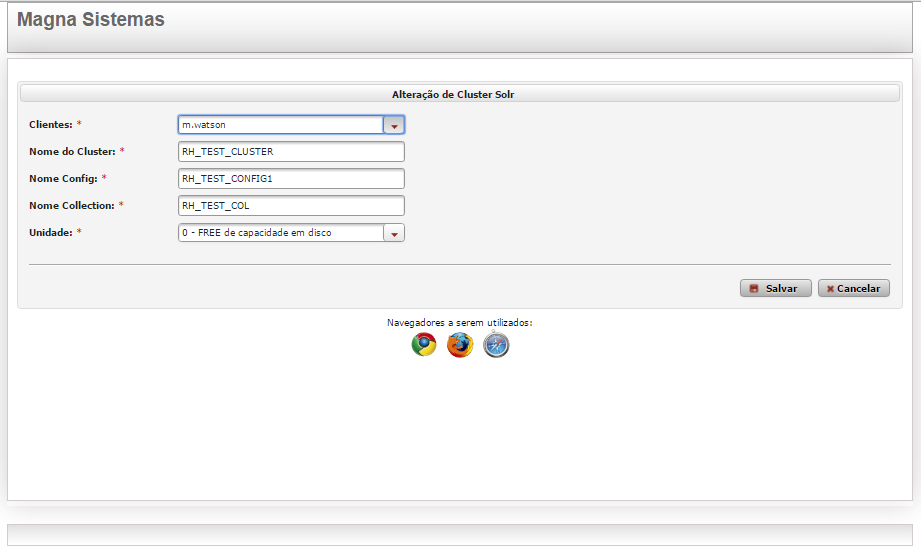 Magna Sistemas
Alteração de Cluster Solr
Clientes: * m.watson
Nome do Cluster: * RH_TEST_CLUSTER
Nome Config: * RH_TEST_CONFIG1
Nome Collection: * RH_TEST_COL
Unidade: * 0 - FREE de capacidade em disco
Salvar Cancelar
Navegadores a serem utilizados: